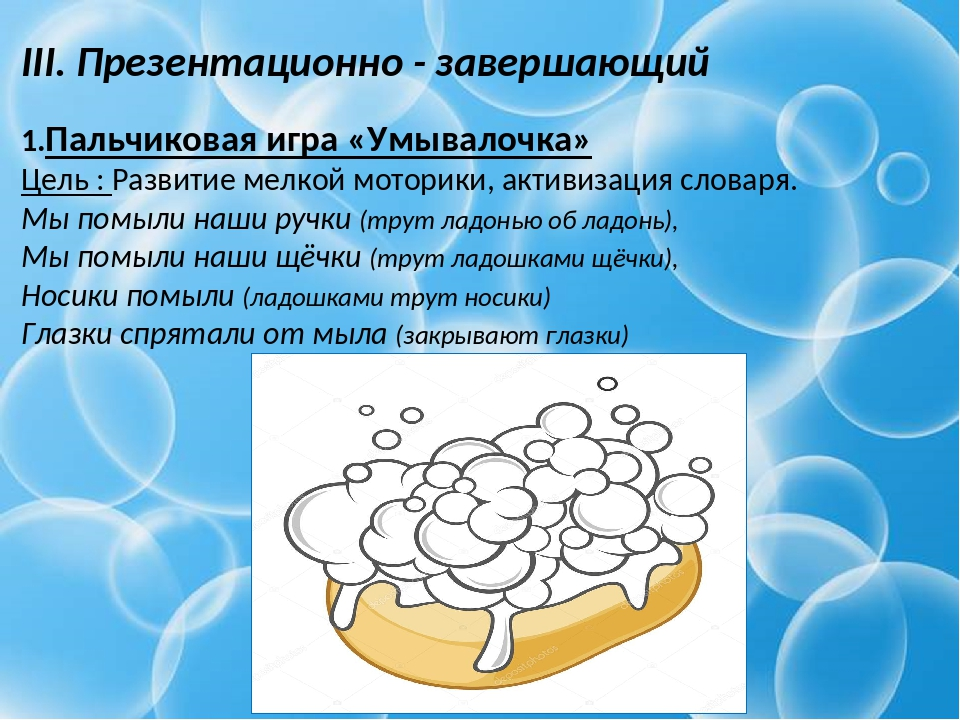 III. Презентационно - завершающий
1.Пальчиковая игра «Умывалочка»
Цель : Развитие мелкой моторики, активизация словаря.
Мы помыли наши ручки (трут ладонью об ладонь),
Мы помыли наши щёчки (трут ладошками щёчки),
Носики помыли (ладошками трут носики)
Глазки спрятали от мыла (закрывают глазки)